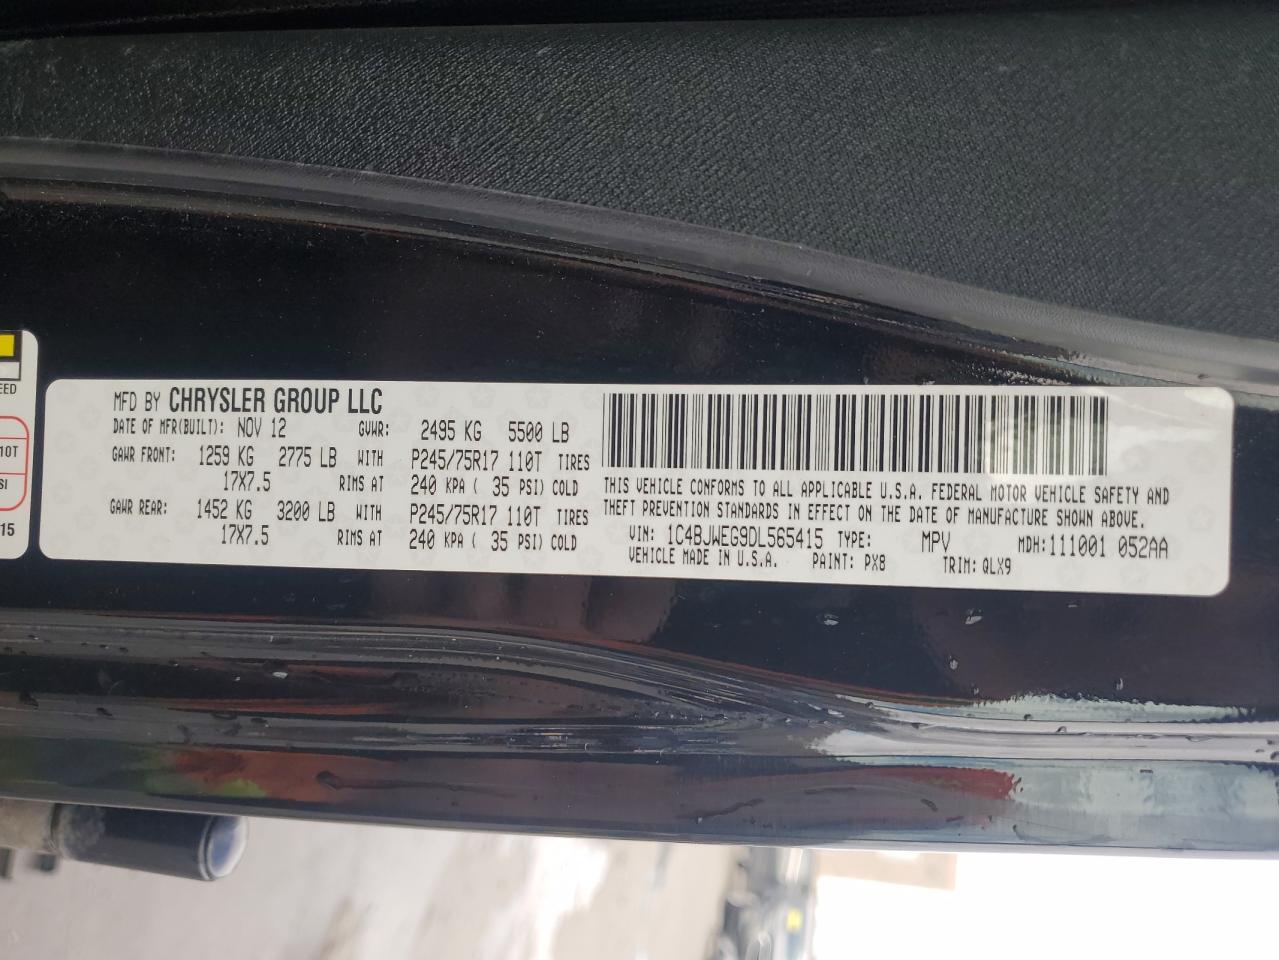 MFD BY CHRYSLER GROUP LLC
DATE OF MFR(BUILT): NOV 12 GVWR: 2495 KG 5500 LB
GAWR FRONT: 1259 KG 2775 LB WITH P245/75R17 110T TIRES
17X7.5 RIMS AT 240 KPA ( 35 PSI) COLD
GAWR REAR: 1452 KG 3200 LB WITH P245/75R17 110T TIRES
17X7.5 RIMS AT 240 KPA ( 35 PSI) COLD
THIS VEHICLE CONFORMS TO ALL APPLICABLE U.S.A. FEDERAL MOTOR VEHICLE SAFETY AND
THEFT PREVENTION STANDARDS IN EFFECT ON THE DATE OF MANUFACTURE SHOWN ABOVE.
VIN: 1C4BJWEG9DL565415 TYPE: MPV MDH:111001 052AA
VEHICLE MADE IN U.S.A. PAINT: PX8 TRIM: QLX9
EED
10T
SI
15